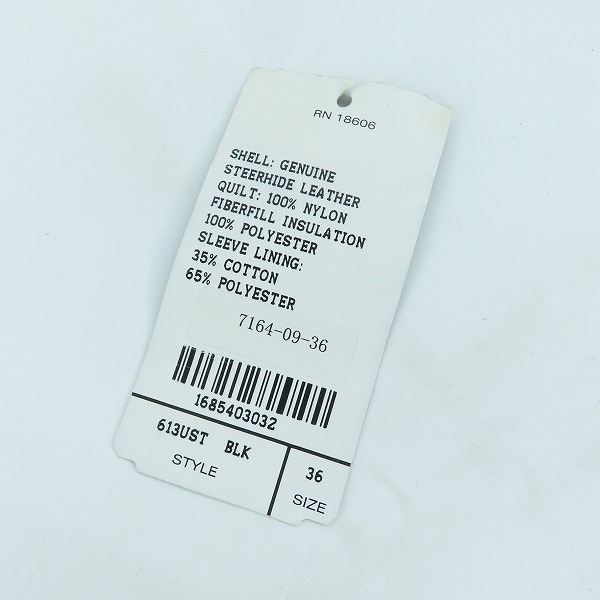 RN 18606
SHELL: GENUINE
STEERHIDE LEATHER
QUILT: 100% NYLON
FIBERFILL INSULATION
100% POLYESTER
SLEEVE LINING:
35% COTTON
65% POLYESTER
7164-09-36
1685403032
613UST BLK 36
STYLE SIZE